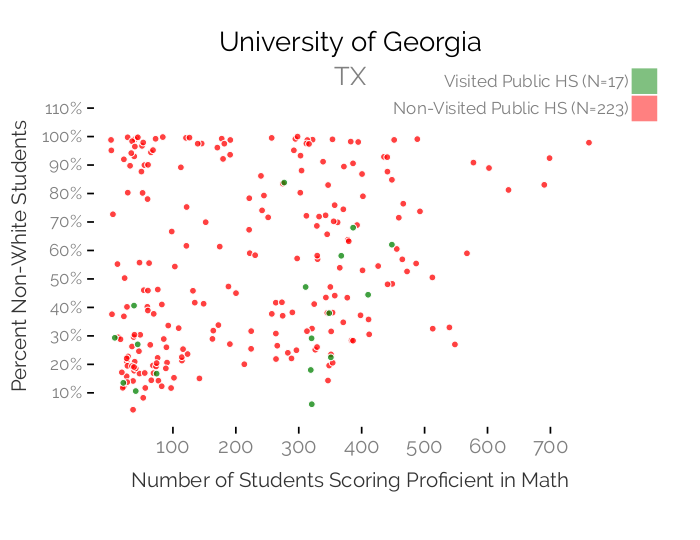 University of Georgia
TX
Visited Public HS (N=17)
Non-Visited Public HS (N=223)
Percent Non-White Students
110%
100%
90%
80%
70%
60%
50%
40%
30%
20%
10%
100 200 300 400 500 600 700
Number of Students Scoring Proficient in Math